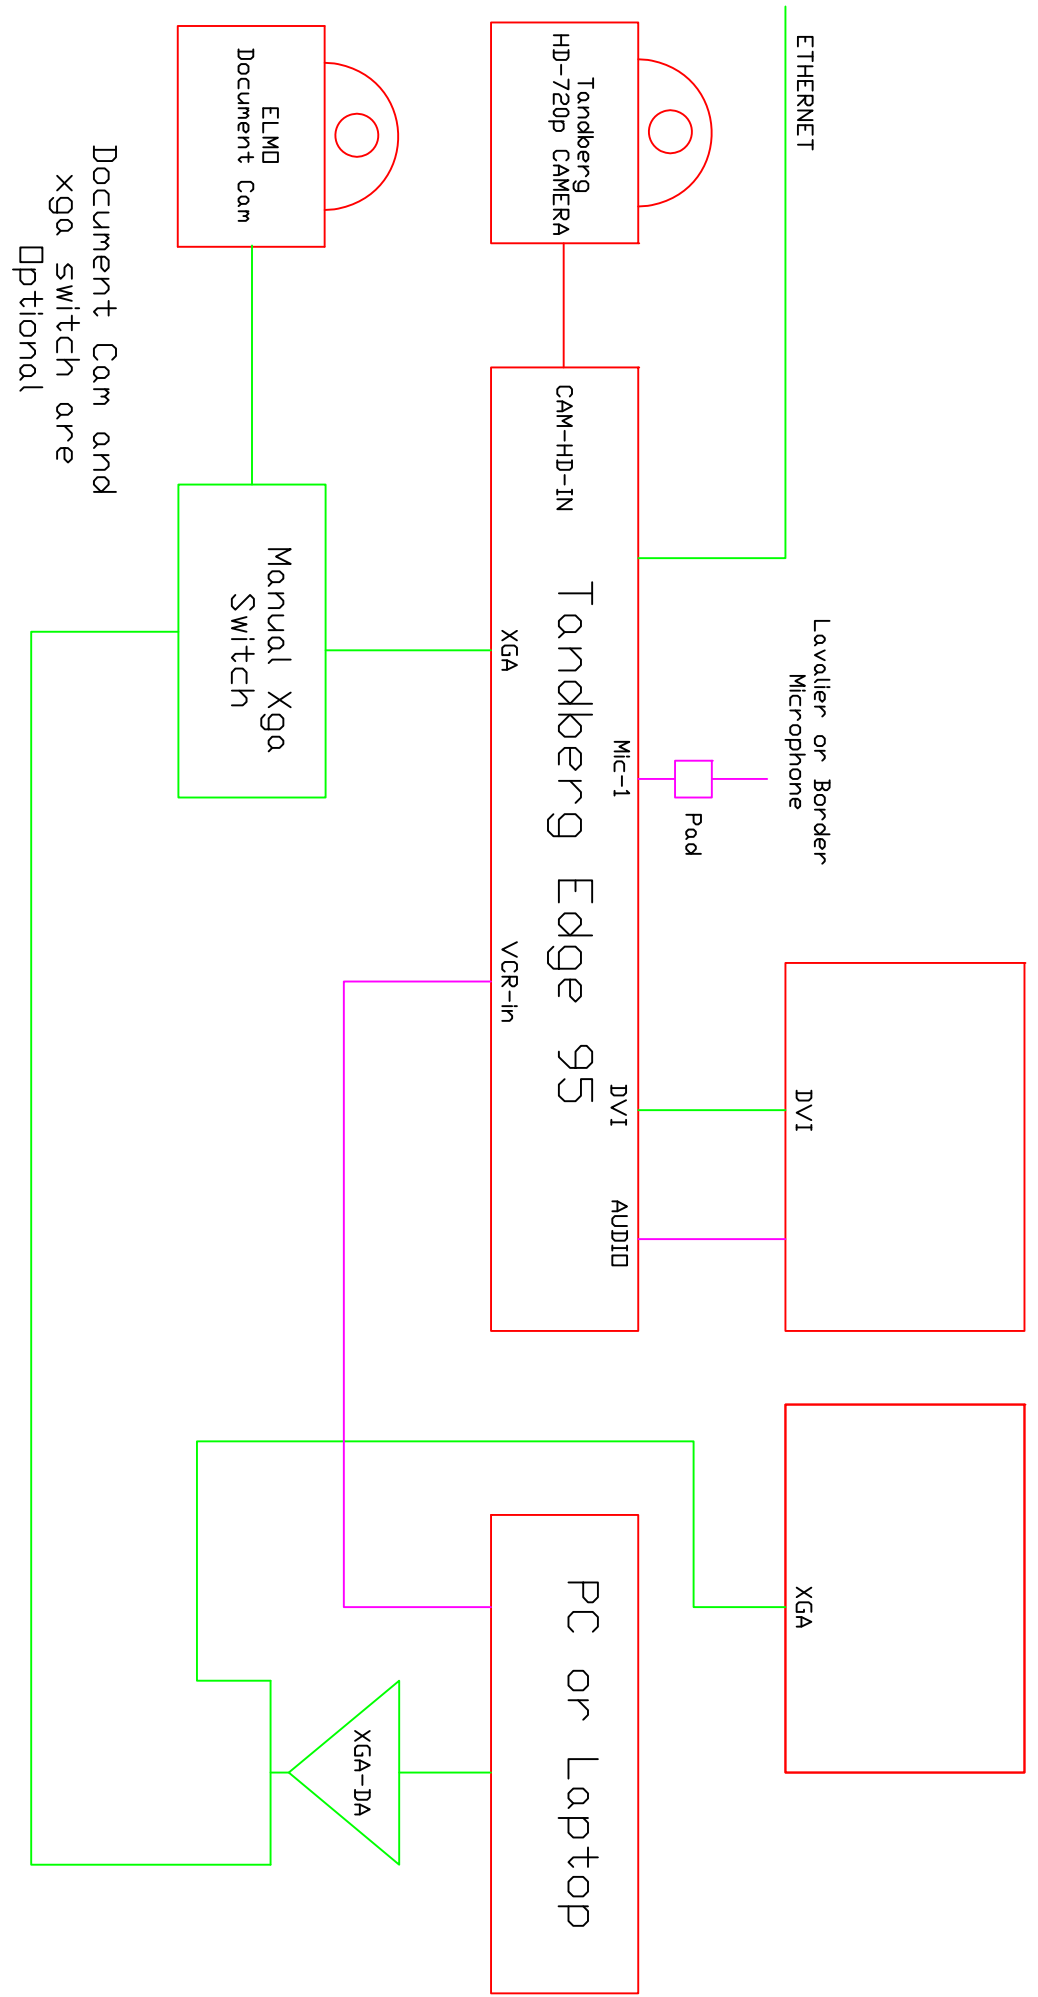 ETHERNET
Lavalier or Border
Microphone
Pad
DVI
XGA
Tandberg
HD-720p CAMERA
CAM-HD-IN
Tandberg Edge 95
Mic-1
DVI
AUDIO
XGA
VCR-in
PC or Laptop
XGA-DA
ELMO
Document Cam
Manual Xga
Switch
Document Cam and
xga switch are
Optional